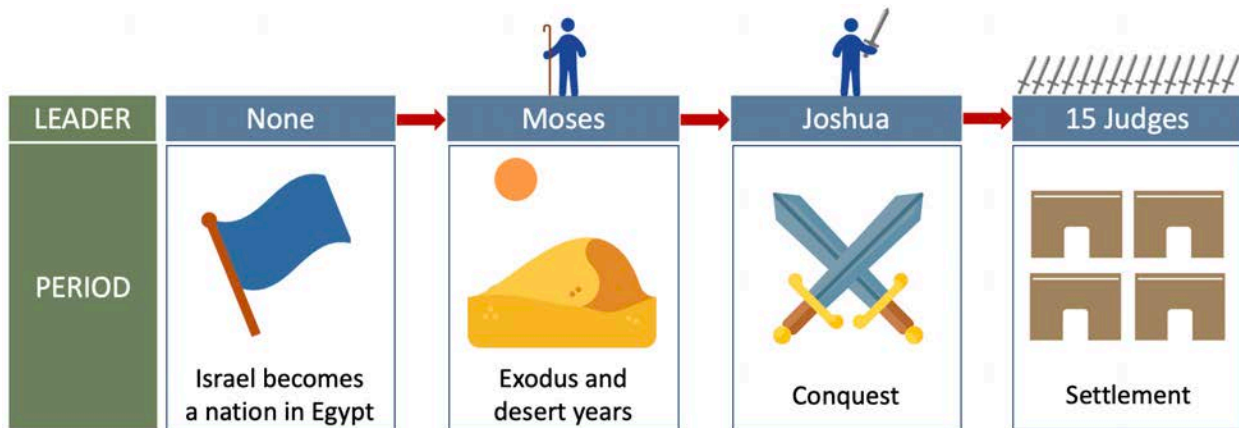 LEADER
None
Moses
Joshua
15 Judges
PERIOD
Israel becomes
a nation in Egypt
Exodus and
desert years
Conquest
Settlement